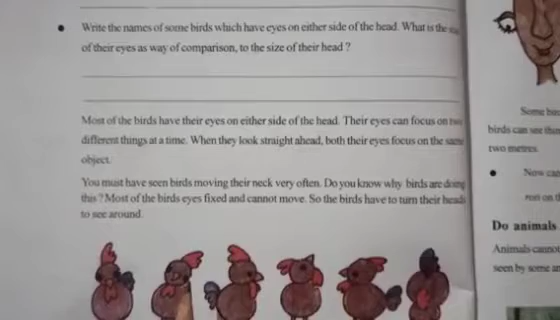 Write the names of some birds which have eyes on either side of the head. What is the
of their eyes as way of comparison, to the size of their head ?
Most of the birds have their eyes on either side of the head. Their eyes can focus on two
different things at a time. When they look straight ahead, both their eyes focus on the same
object.
You must have seen birds moving their neck very often. Do you know why birds are doing
this ? Most of the birds eyes fixed and cannot move. So the birds have to turn their heads
to see around.
Some
birds can see
two metres.
Now can
run on
Do animals
Animals cannot
seen by some